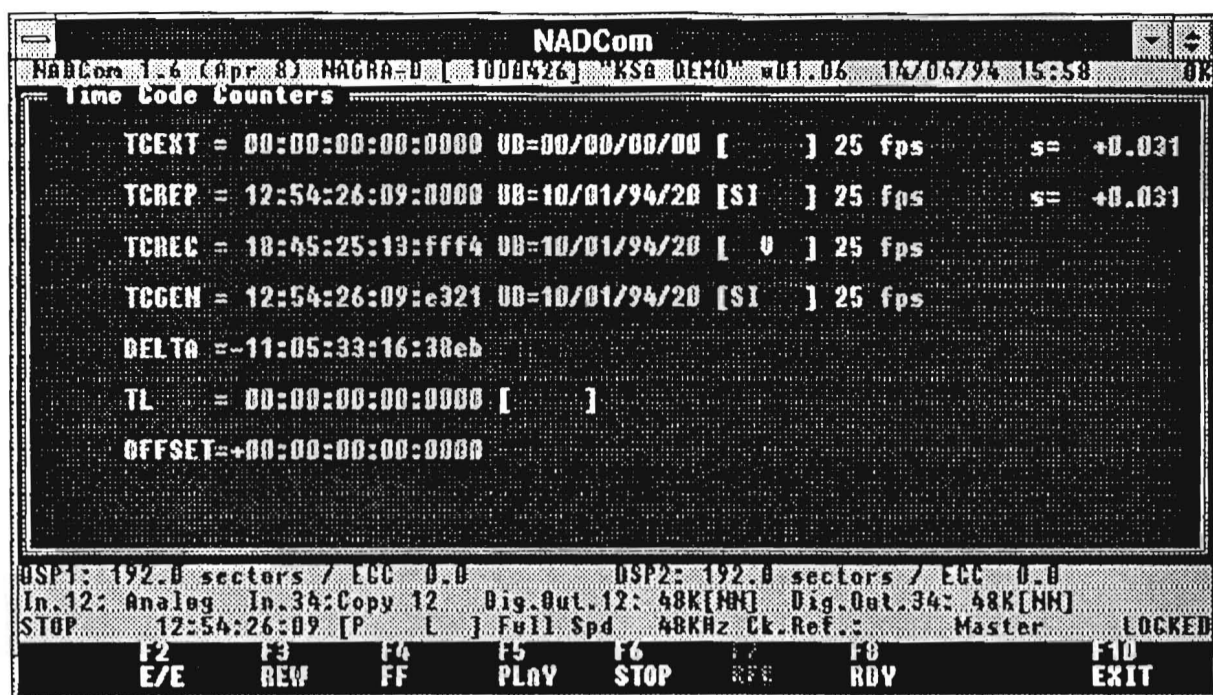 NADCom
NADCom 1.6 (Apr 8) NAGRA-D [ 1000426] "KSA DEMO" v01.06 14/04/94 15:58 OK
Time Code Counters
TCEXT = 00:00:00:00:0000 UB=00/00/00/00 [ ] 25 fps s= +0.031
TCREP = 12:54:26:09:0000 UB=10/01/94/20 [SI ] 25 fps s= +0.031
TCREC = 18:45:25:13:fff4 UB=10/01/94/20 [ V ] 25 fps
TCGEN = 12:54:26:09:e321 UB=10/01/94/20 [SI ] 25 fps
DELTA =-11:05:33:16:38eb
TL = 00:00:00:00:0000 [ ]
OFFSET=+00:00:00:00:0000
DSP1: 192.0 sectors / ECC 0.0 DSP2: 192.0 sectors / ECC 0.0
In.12: Analog In.34:Copy 12 Dig.Out.12: 48K[NN] Dig.Out.34: 48K[NN]
STOP 12:54:26:09 [P L ] Full Spd 48KHz Ck.Ref.: Master LOCKED
F2 F3 F4 F5 F6 F7 F8 F10
E/E REW FF PLAY STOP REC RDY EXIT